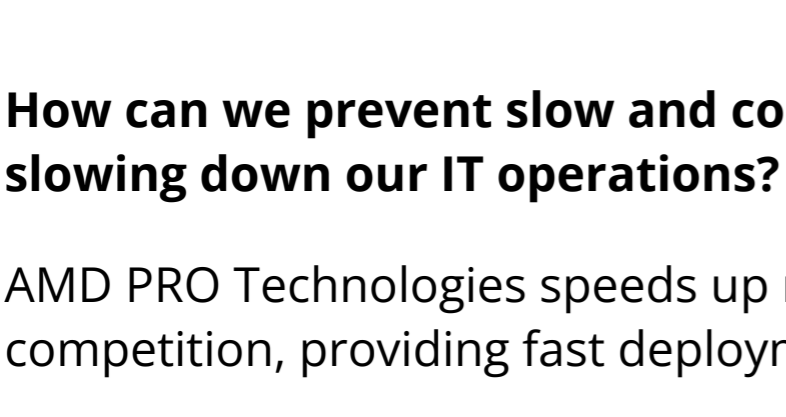 How can we prevent slow and co
slowing down our IT operations?
AMD PRO Technologies speeds up
competition, providing fast